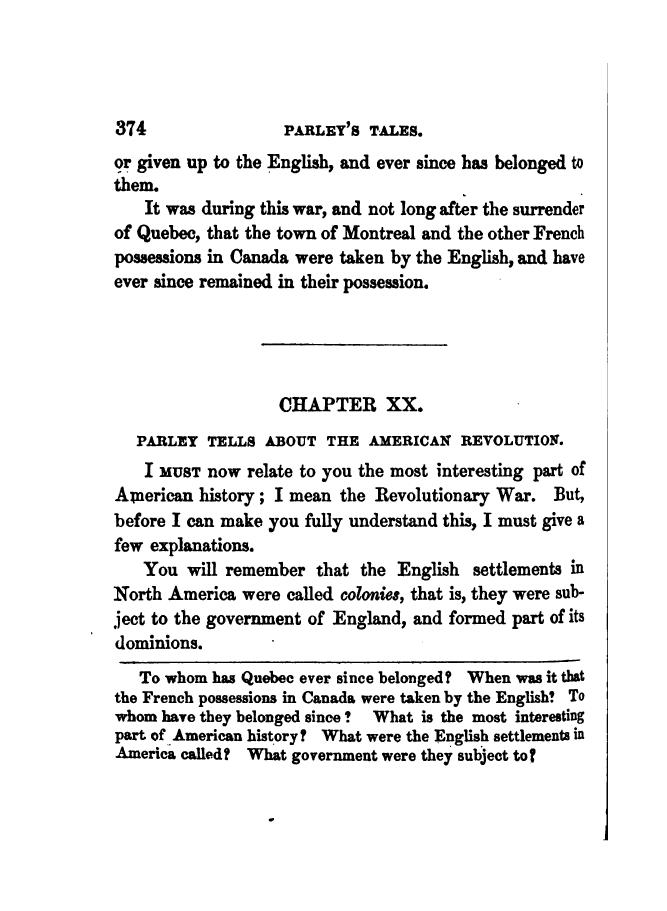 374 PARLEY'S TALES.
or given up to the English, and ever since has belonged to
them.
It was during this war, and not long after the surrender
of Quebec, that the town of Montreal and the other French
possessions in Canada were taken by the English, and have
ever since remained in their possession.
CHAPTER XX.
PARLEY TELLS ABOUT THE AMERICAN REVOLUTION.
I MUST now relate to you the most interesting part of
American history; I mean the Revolutionary War. But,
before I can make you fully understand this, I must give a
few explanations.
You will remember that the English settlements in
North America were called colonies, that is, they were sub-
ject to the government of England, and formed part of its
dominions.
To whom has Quebec ever since belonged? When was it that
the French possessions in Canada were taken by the English? To
whom have they belonged since? What is the most interesting
part of American history? What were the English settlements in
America called? What government were they subject to?